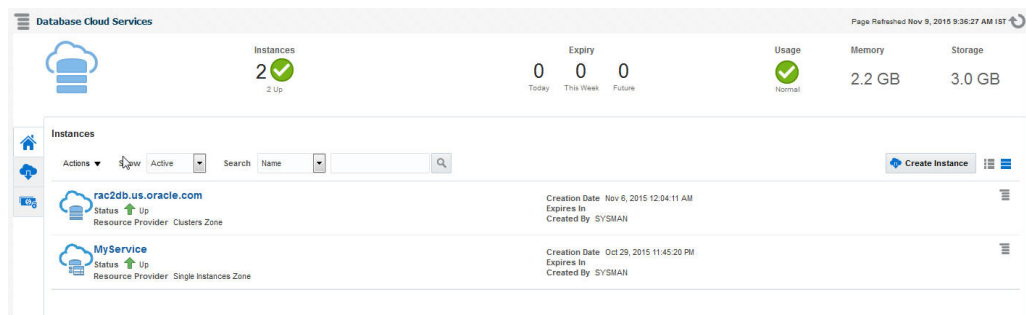 Database Cloud Services
Page Refreshed Nov 9, 2015 9:36:27 AM IST
Instances
2
2 Up
Expiry
0 0 0
Today This Week Future
Usage
Normal
Memory
2.2 GB
Storage
3.0 GB
Instances
Actions Show Active Search Name Create Instance
rac2db.us.oracle.com
Status Up
Resource Provider Clusters Zone
Creation Date Nov 6, 2015 12:04:11 AM
Expires In
Created By SYSMAN
MyService
Status Up
Resource Provider Single Instances Zone
Creation Date Oct 29, 2015 11:45:20 PM
Expires In
Created By SYSMAN